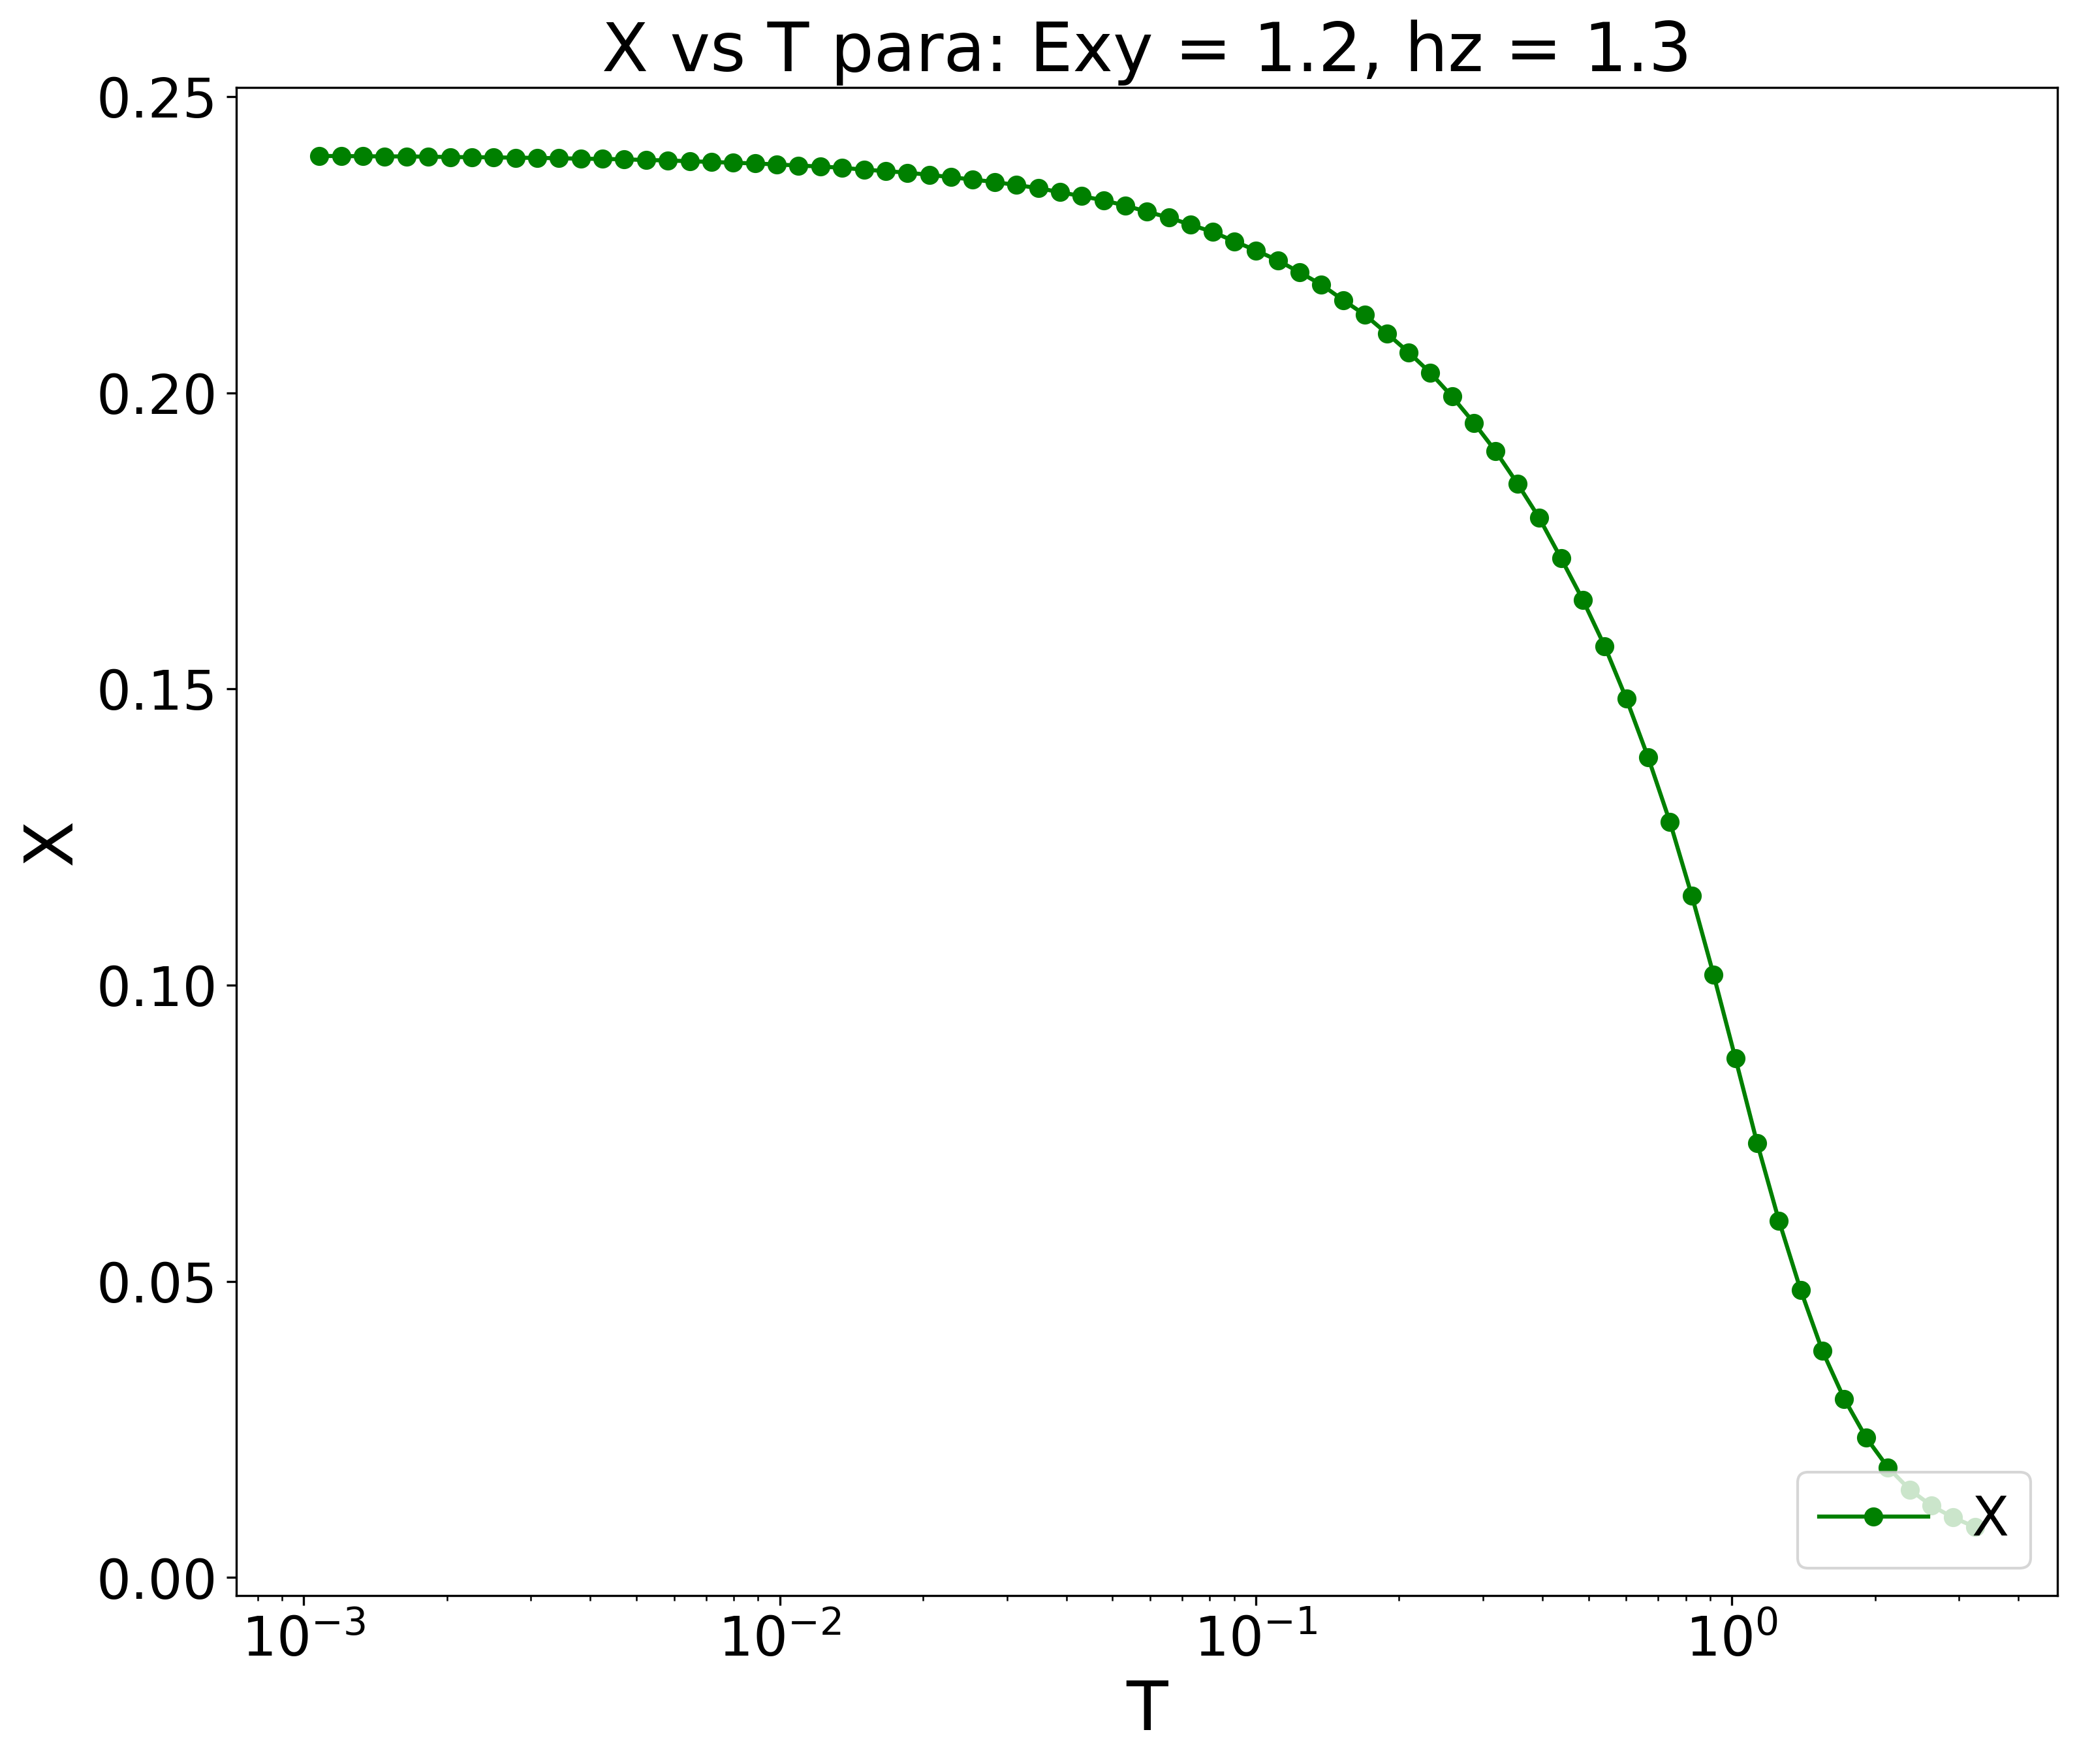 X vs T para: Exy = 1.2, hz = 1.3
0.25
0.20
0.15
0.10
0.05
0.00
X
10⁻³ 10⁻² 10⁻¹ 10⁰
T
X